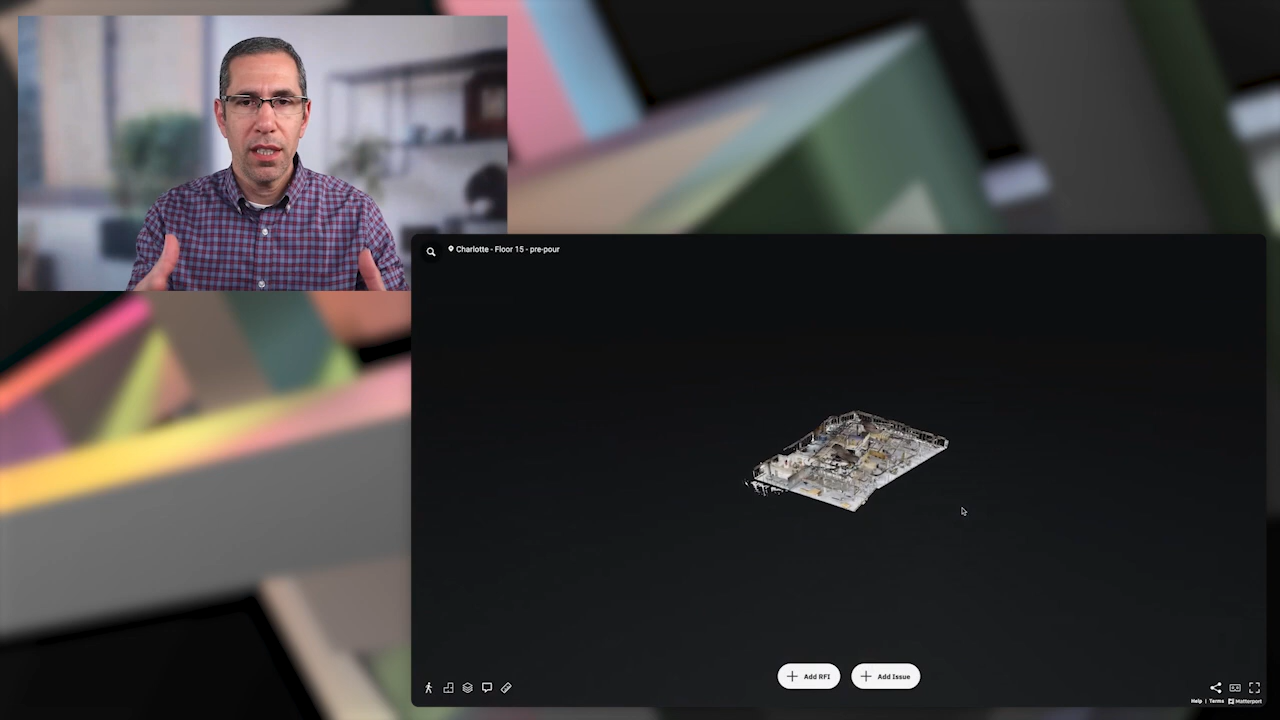 Charlotte - Floor 15 - pre-pour
Add RFI
Add Issue
Help | Terms
Matterport